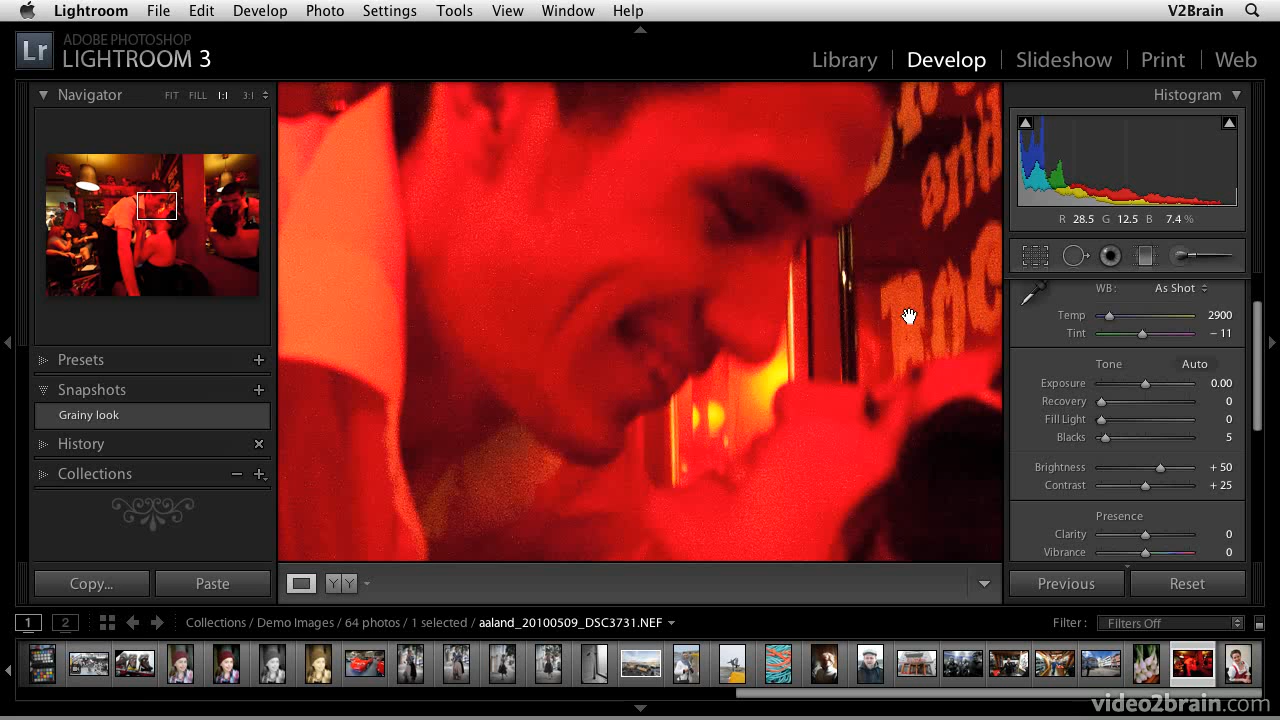 Lightroom File Edit Develop Photo Settings Tools View Window Help V2Brain
Lr ADOBE PHOTOSHOP
LIGHTROOM 3
Library | Develop | Slideshow | Print | Web
Navigator FIT FILL 1:1 3:1
Histogram
and
R 28.5 G 12.5 B 7.4 %
WB: As Shot
Temp 2900
Tint − 11
Presets +
Tone Auto
Exposure 0.00
Snapshots +
Recovery 0
Grainy look
Fill Light 0
Blacks 5
History ×
Brightness + 50
Collections − +
Contrast + 25
Presence
Clarity 0
Vibrance 0
Copy... Paste
Y Y
Previous Reset
1 2 Collections / Demo Images / 64 photos / 1 selected / aaland_20100509_DSC3731.NEF Filter : Filters Off
video2brain.com